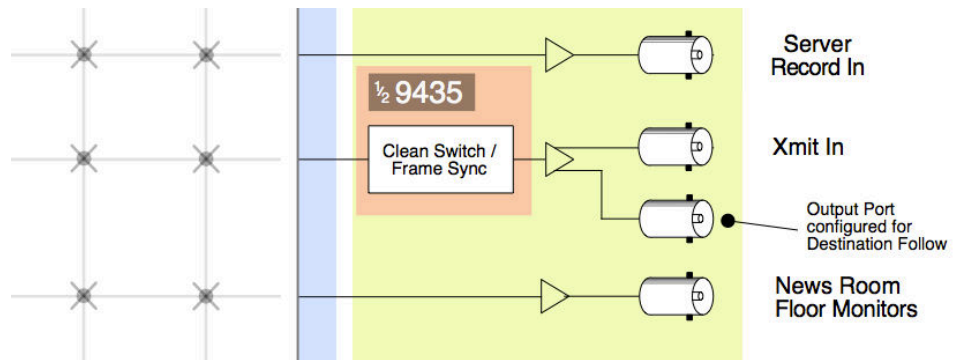 Server
Record In
½ 9435
Clean Switch /
Frame Sync
Xmit In
Output Port
configured for
Destination Follow
News Room
Floor Monitors